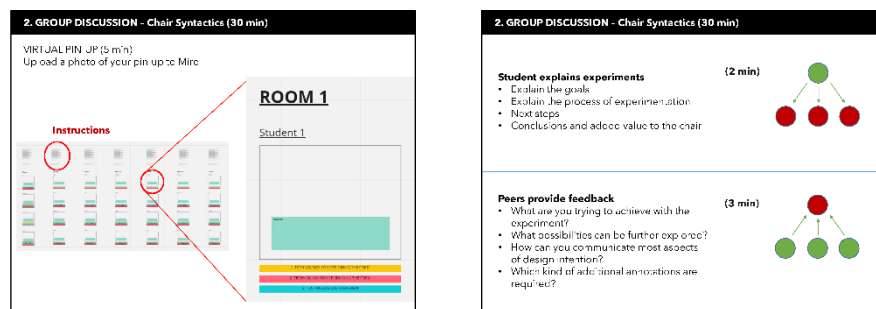 2. GROUP DISCUSSION – Chair Syntactics (30 min)
VIRTUAL PIN UP (5 min)
Upload a photo of your pin up to Miro
Instructions
ROOM 1
Student 1
2. GROUP DISCUSSION – Chair Syntactics (30 min)
Student explains experiments
(2 min)
• Explain the goals
• Explain the process of experimentation
• Next steps
• Conclusions and added value to the chair
Peers provide feedback
(3 min)
• What are you trying to achieve with the
experiment?
• What possibilities can be further explored?
• How can you communicate most aspects
of design intention?
• Which kind of additional annotations are
required?